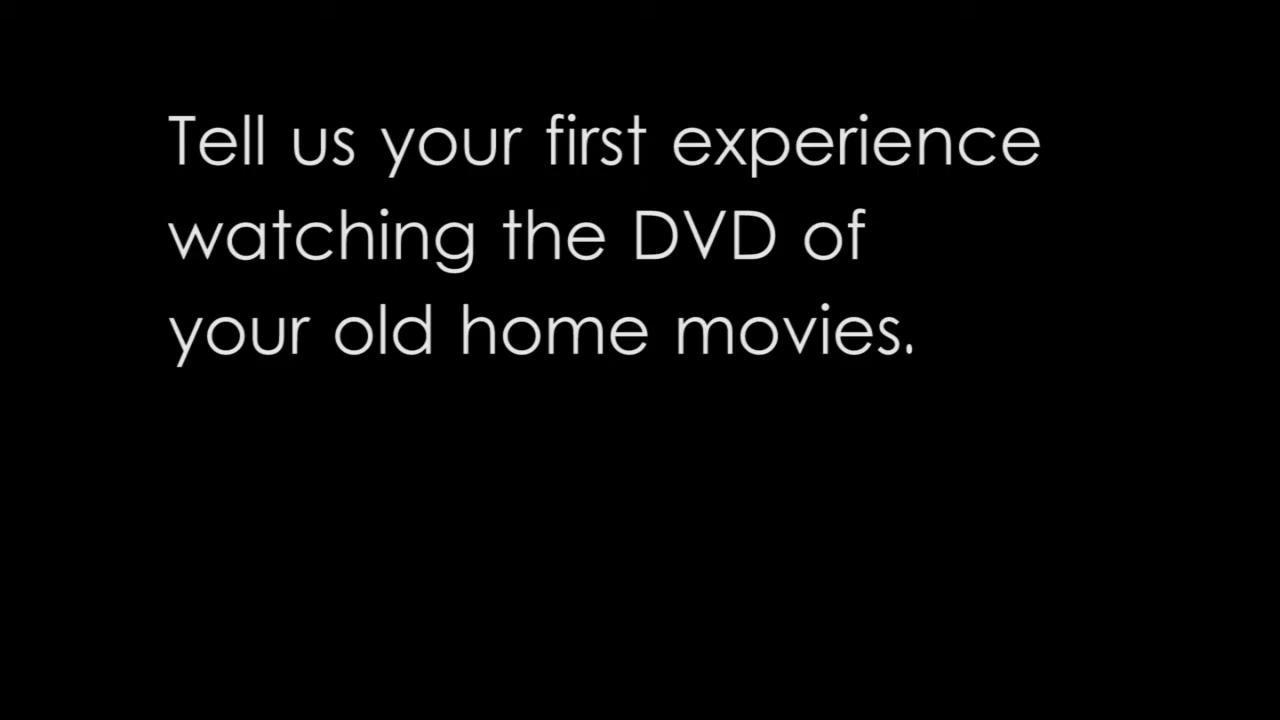 Tell us your first experience
watching the DVD of
your old home movies.